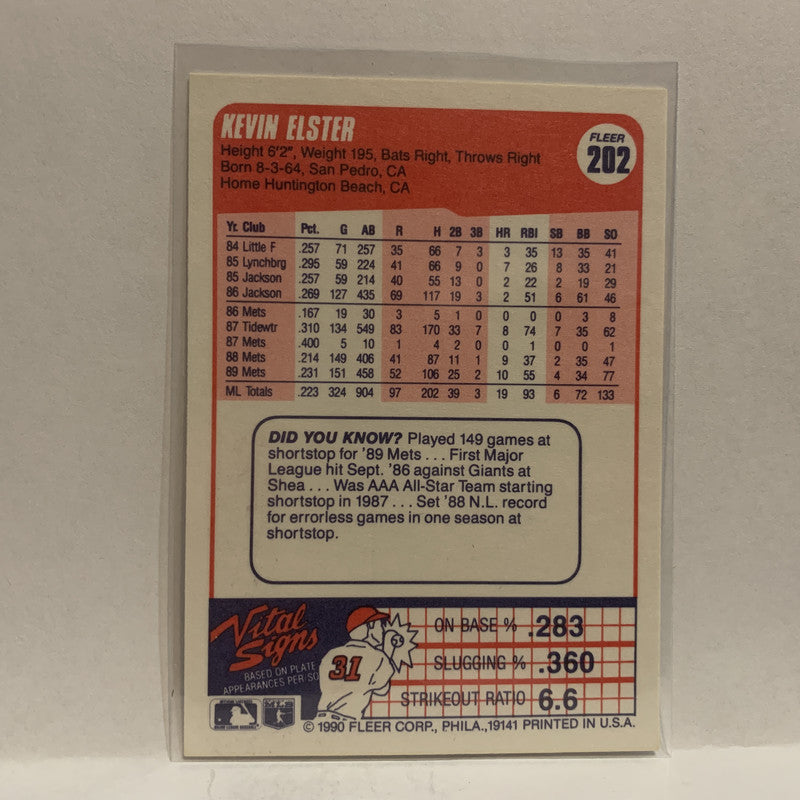 KEVIN ELSTER
Height 6'2", Weight 195, Bats Right, Throws Right
Born 8-3-64, San Pedro, CA
Home Huntington Beach, CA
FLEER
202
Yr. Club Pct. G AB R H 2B 3B HR RBI SB BB SO
84 Little F .257 71 257 35 66 7 3 3 35 13 35 41
85 Lynchbrg .295 59 224 41 66 9 0 7 26 8 33 21
85 Jackson .257 59 214 40 55 13 0 2 22 2 19 29
86 Jackson .269 127 435 69 117 19 3 2 51 6 61 46
86 Mets .167 19 30 3 5 1 0 0 0 0 3 8
87 Tidewtr .310 134 549 83 170 33 7 8 74 7 35 62
87 Mets .400 5 10 1 4 2 0 0 1 0 0 1
88 Mets .214 149 406 41 87 11 1 9 37 2 35 47
89 Mets .231 151 458 52 106 25 2 10 55 4 34 77
ML Totals .223 324 904 97 202 39 3 19 93 6 72 133
DID YOU KNOW? Played 149 games at
shortstop for '89 Mets . . . First Major
League hit Sept. '86 against Giants at
Shea . . . Was AAA All-Star Team starting
shortstop in 1987 . . . Set '88 N.L. record
for errorless games in one season at
shortstop.
Vital
Signs
BASED ON PLATE
APPEARANCES PER SO
31
ON BASE % .283
SLUGGING % .360
STRIKEOUT RATIO 6.6
© 1990 FLEER CORP., PHILA., 19141 PRINTED IN U.S.A.